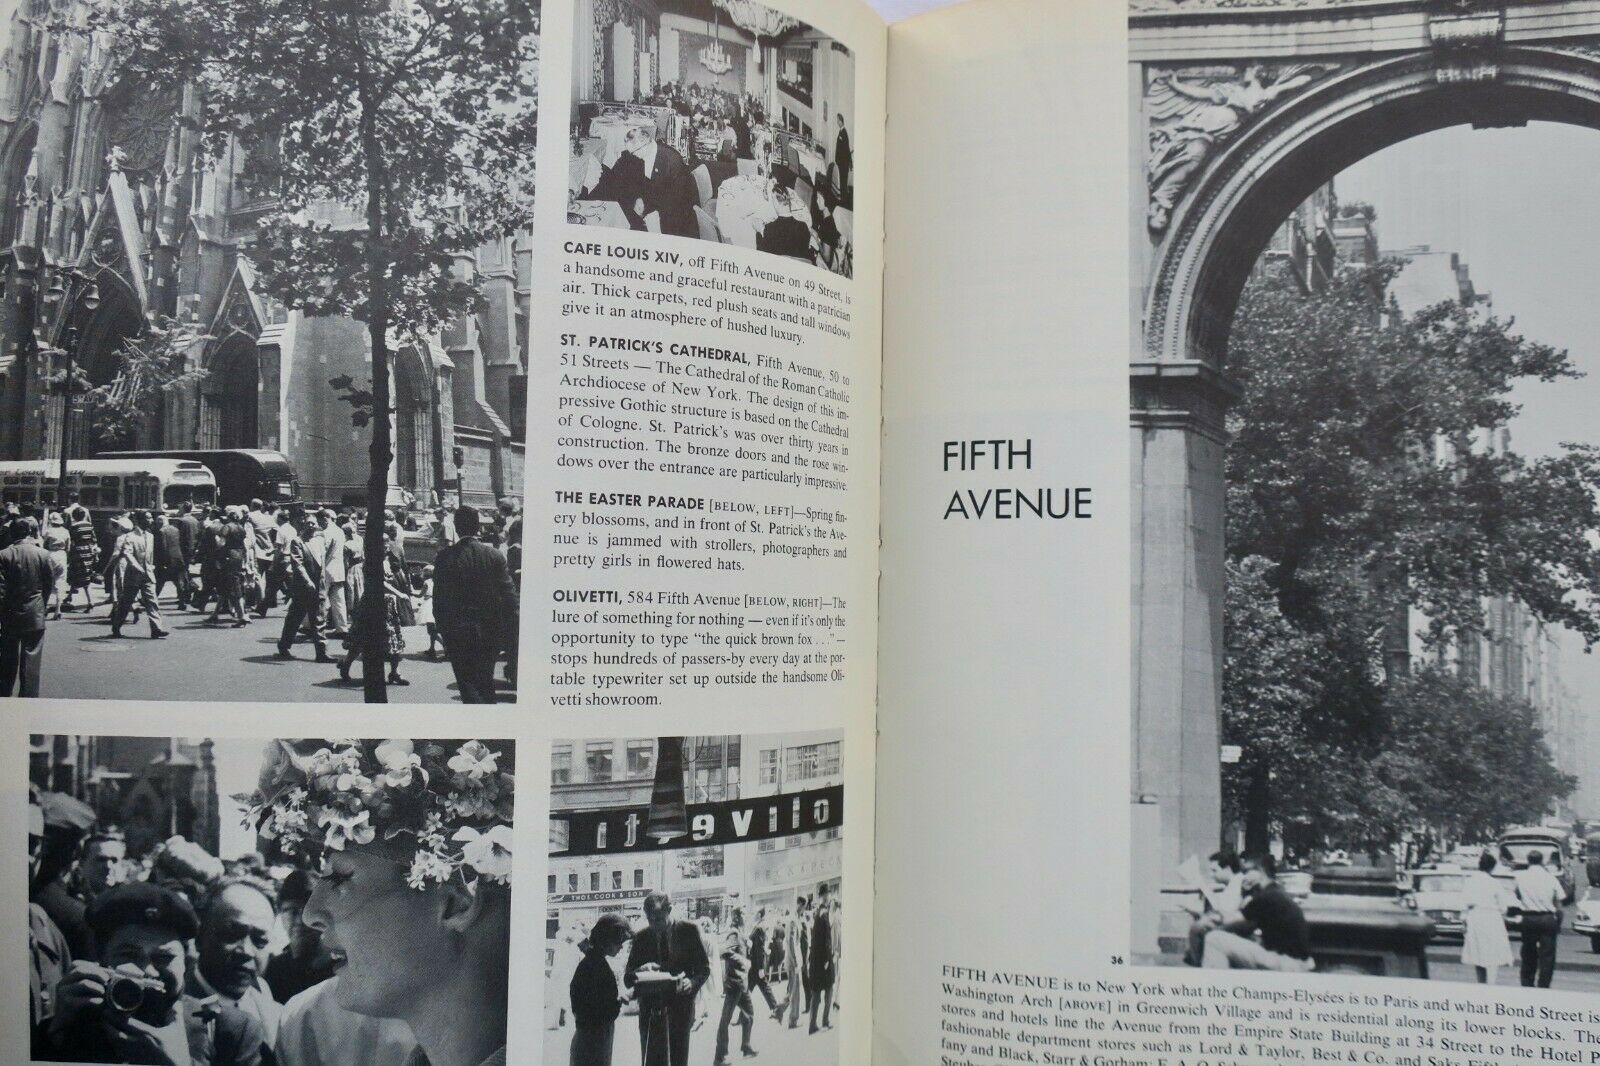 CAFE LOUIS XIV, off Fifth Avenue on 49 Street, is
a handsome and graceful restaurant with a patrician
air. Thick carpets, red plush seats and tall windows
give it an atmosphere of hushed luxury.
ST. PATRICK'S CATHEDRAL, Fifth Avenue, 50 to
51 Streets — The Cathedral of the Roman Catholic
Archdiocese of New York. The design of this im-
pressive Gothic structure is based on the Cathedral
of Cologne. St. Patrick's was over thirty years in
construction. The bronze doors and the rose win-
dows over the entrance are particularly impressive.
THE EASTER PARADE [BELOW, LEFT]—Spring fin-
ery blossoms, and in front of St. Patrick's the Ave-
nue is jammed with strollers, photographers and
pretty girls in flowered hats.
OLIVETTI, 584 Fifth Avenue [BELOW, RIGHT]—The
lure of something for nothing — even if it's only the
opportunity to type "the quick brown fox . . ."—
stops hundreds of passers-by every day at the por-
table typewriter set up outside the handsome Oli-
vetti showroom.
THOS. COOK & SON
FIFTH
AVENUE
36
FIFTH AVENUE is to New York what the Champs-Elysées is to Paris and what Bond Street is
Washington Arch [ABOVE] in Greenwich Village and is residential along its lower blocks. The
stores and hotels line the Avenue from the Empire State Building at 34 Street to the Hotel P
fashionable department stores such as Lord & Taylor, Best & Co. and Saks
fany and Black, Starr & Gorham;